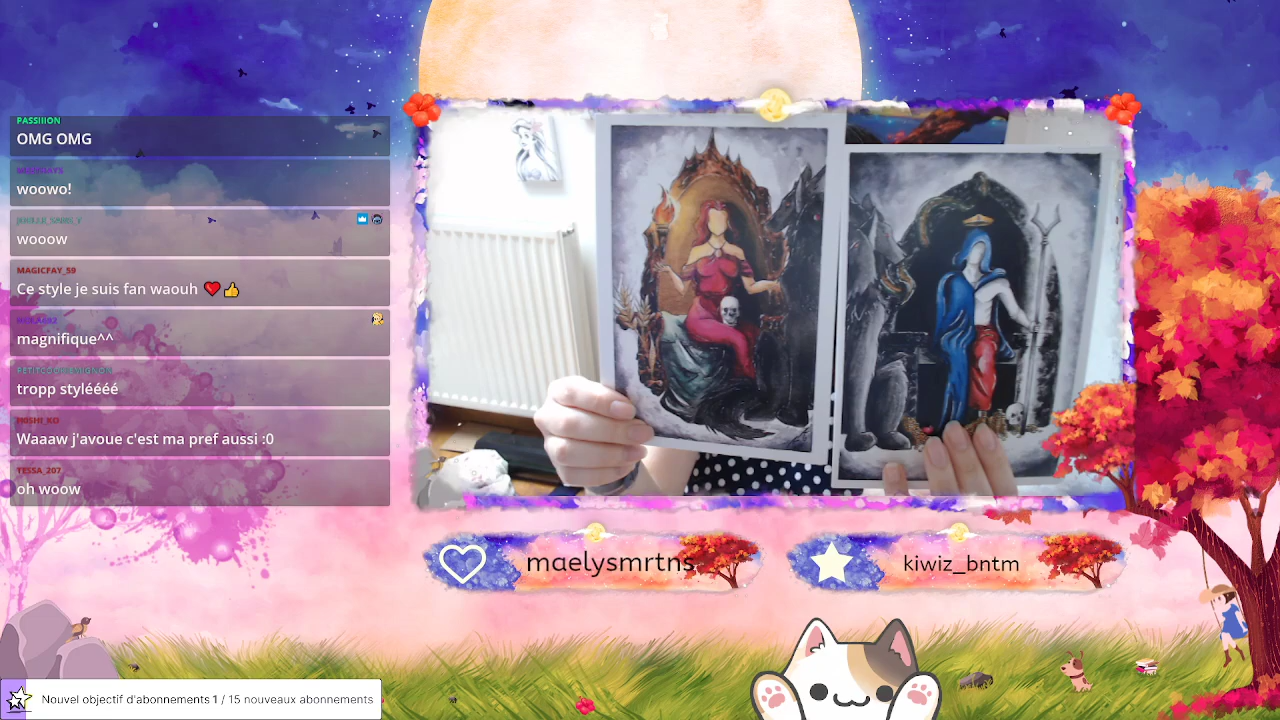 PASSIIION
OMG OMG
woowo!
wooow
MAGICFAY_59
Ce style je suis fan waouh
magnifique^^
tropp styléééé
HOSHI_KO
Waaaw j'avoue c'est ma pref aussi :0
TESSA_207
oh woow
maelysmrtns
kiwiz_bntm
Nouvel objectif d'abonnements 1 / 15 nouveaux abonnements